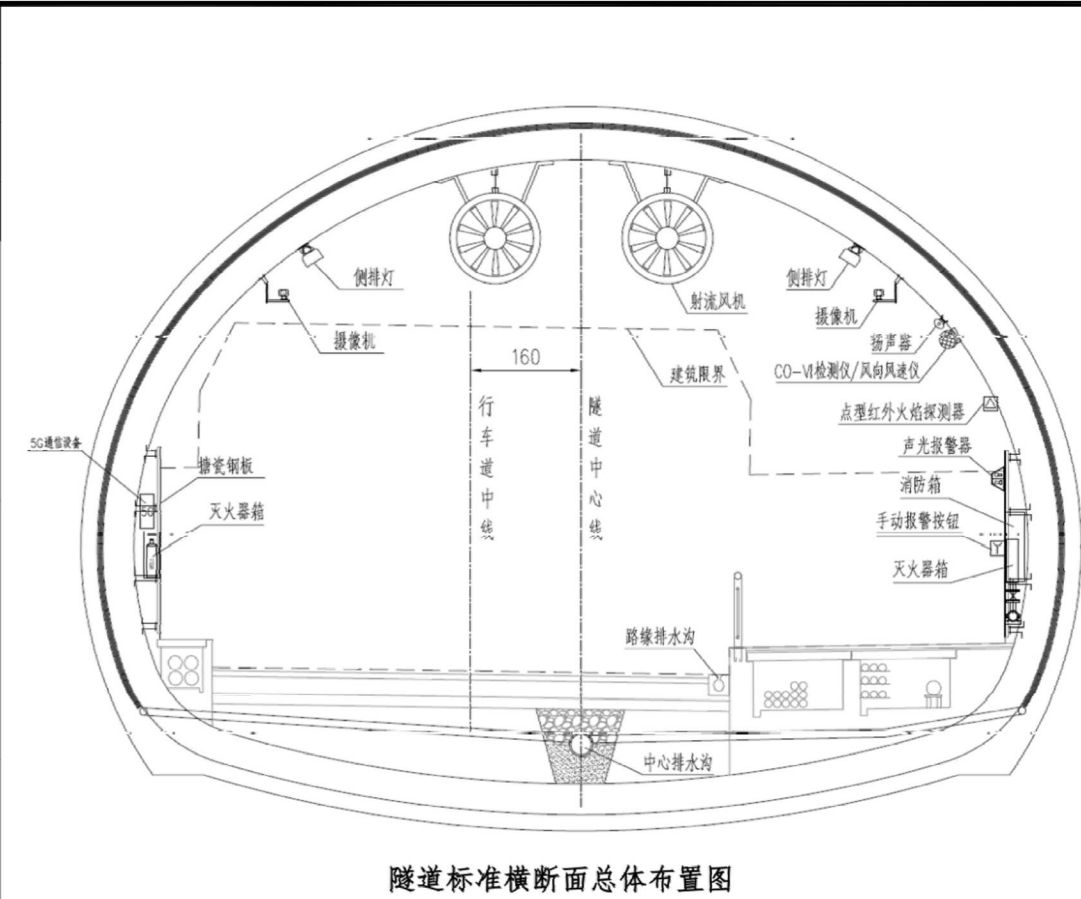 侧排灯
侧排灯
射流风机
摄像机
摄像机
扬声器
160
建筑限界
CO-VI检测仪/风向风速仪
行车道中线
隧道中心线
点型红外火焰探测器
5G通信设备
搪瓷钢板
声光报警器
消防箱
5G
灭火器箱
手动报警按钮
灭火器箱
路缘排水沟
中心排水沟
隧道标准横断面总体布置图